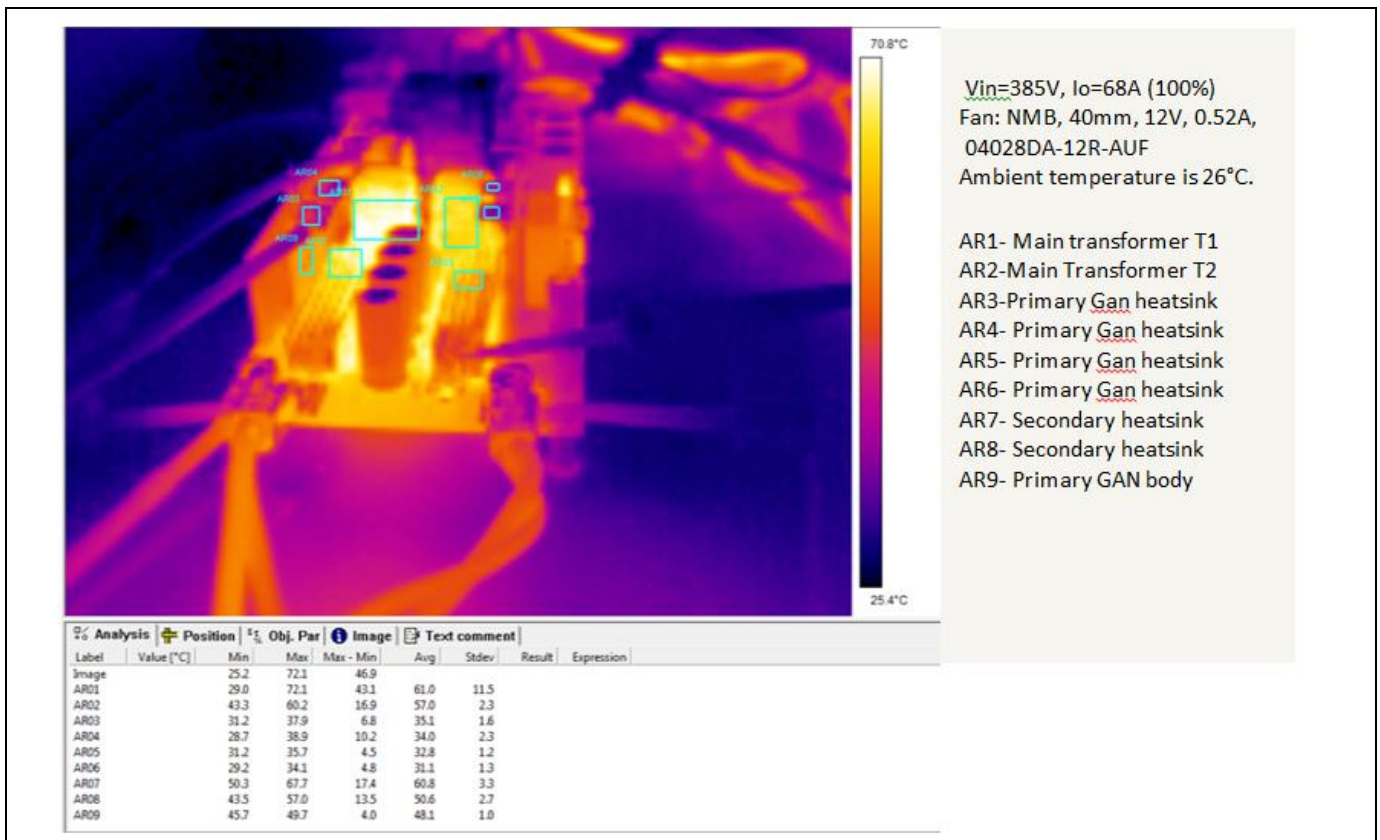 70.8°C
Vin=385V, Io=68A (100%)
Fan: NMB, 40mm, 12V, 0.52A,
04028DA-12R-AUF
Ambient temperature is 26°C.
AR1- Main transformer T1
AR2-Main Transformer T2
AR3-Primary Gan heatsink
AR4- Primary Gan heatsink
AR5- Primary Gan heatsink
AR6- Primary Gan heatsink
AR7- Secondary heatsink
AR8- Secondary heatsink
AR9- Primary GAN body
AR04
AR03
AR09
25.4°C
Analysis Position Obj. Par Image Text comment
Label Value [°C] Min Max Max - Min Avg Stdev Result Expression
Image 25.2 72.1 46.9
AR01 29.0 72.1 43.1 61.0 11.5
AR02 43.3 60.2 16.9 57.0 2.3
AR03 31.2 37.9 6.8 35.1 1.6
AR04 28.7 38.9 10.2 34.0 2.3
AR05 31.2 35.7 4.5 32.8 1.2
AR06 29.2 34.1 4.8 31.1 1.3
AR07 50.3 67.7 17.4 60.8 3.3
AR08 43.5 57.0 13.5 50.6 2.7
AR09 45.7 49.7 4.0 48.1 1.0